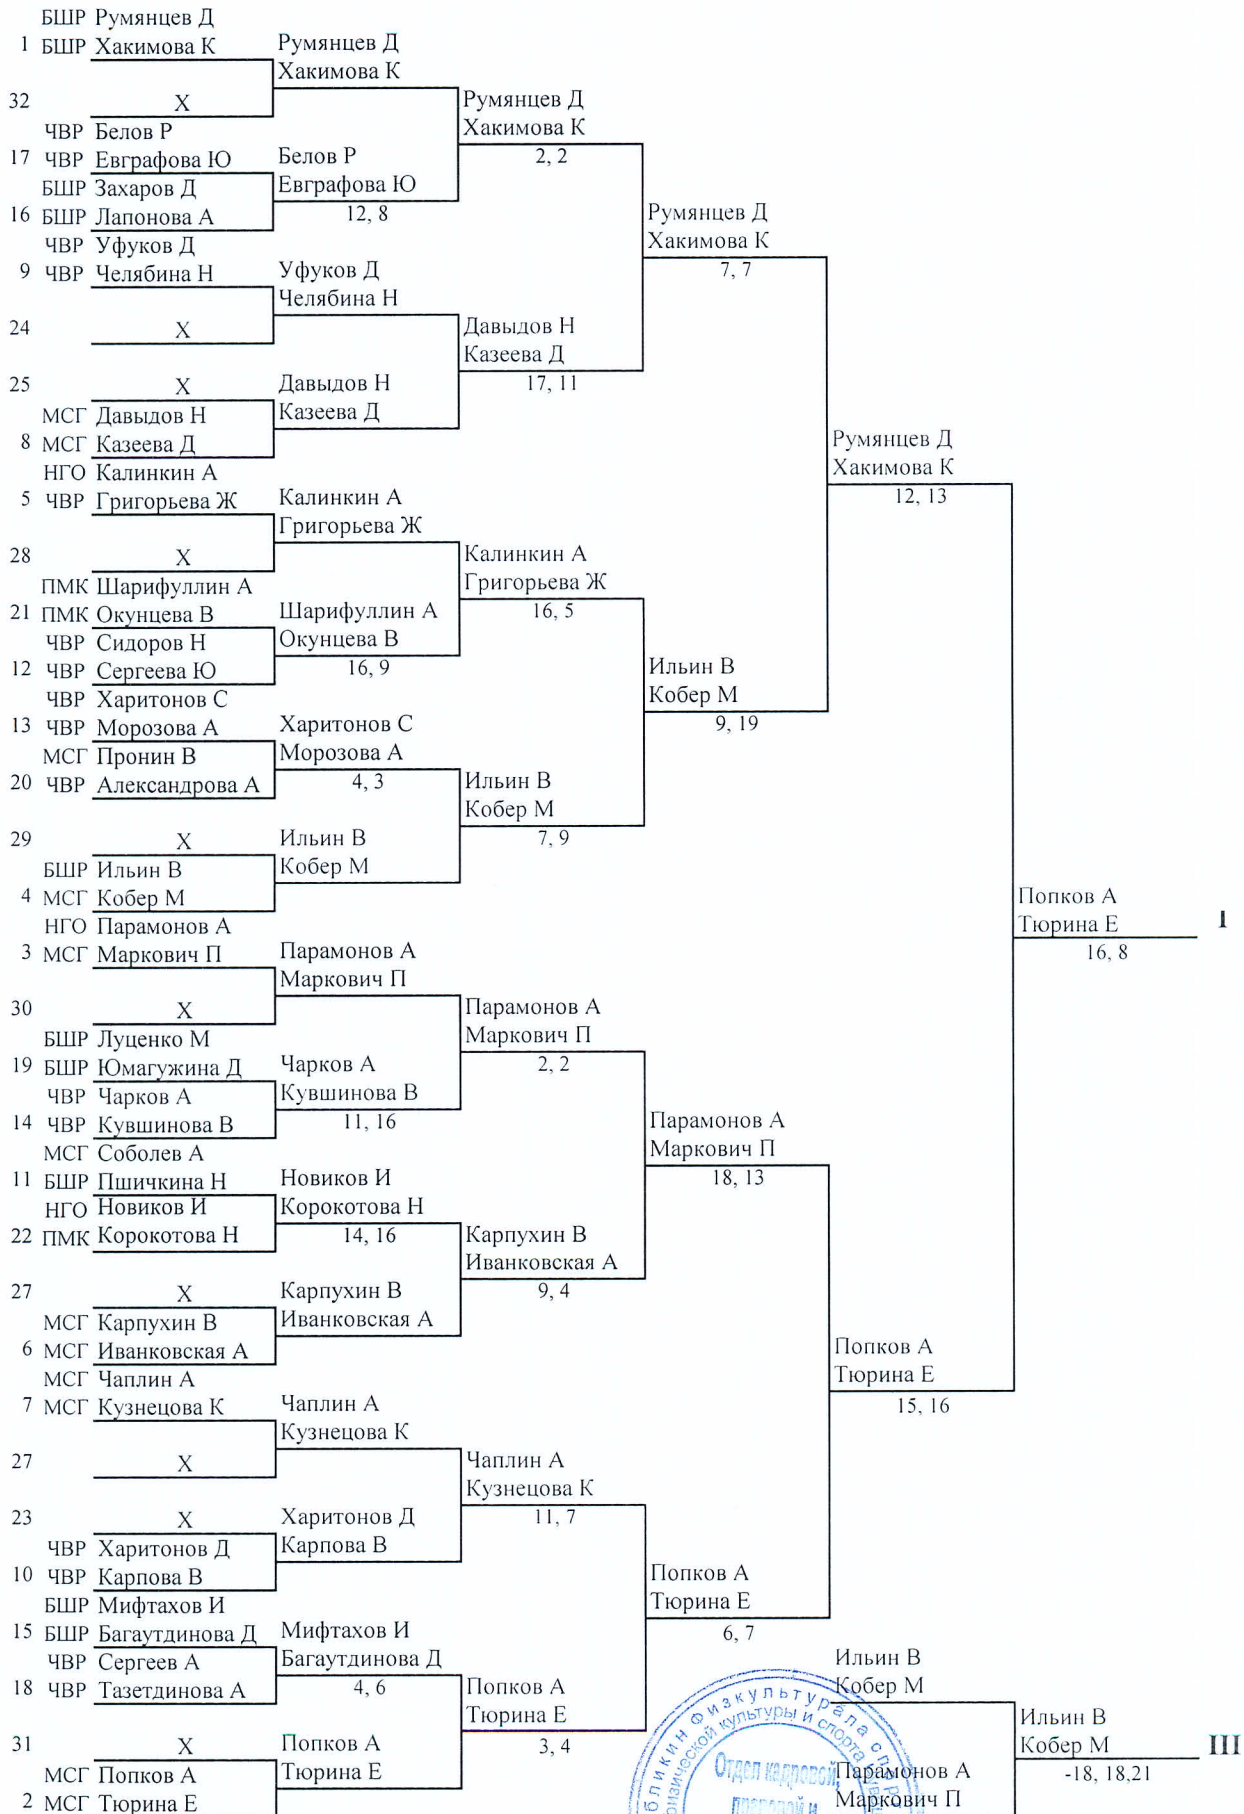 БШР Румянцев Д
1 БШР Хакимова К
Румянцев Д
Хакимова К
32 X
Румянцев Д
Хакимова К
2, 2
ЧВР Белов Р
17 ЧВР Евграфова Ю
Белов Р
Евграфова Ю
12, 8
БШР Захаров Д
16 БШР Лапонова А
Румянцев Д
Хакимова К
7, 7
ЧВР Уфуков Д
9 ЧВР Челябина Н
Уфуков Д
Челябина Н
24 X
Давыдов Н
Казеева Д
17, 11
25 X
Давыдов Н
Казеева Д
МСГ Давыдов Н
8 МСГ Казеева Д
Румянцев Д
Хакимова К
12, 13
НГО Калинкин А
5 ЧВР Григорьева Ж
Калинкин А
Григорьева Ж
28 X
Калинкин А
Григорьева Ж
16, 5
ПМК Шарифуллин А
21 ПМК Окунцева В
Шарифуллин А
Окунцева В
16, 9
ЧВР Сидоров Н
12 ЧВР Сергеева Ю
Ильин В
Кобер М
9, 19
ЧВР Харитонов С
13 ЧВР Морозова А
Харитонов С
Морозова А
4, 3
МСГ Пронин В
20 ЧВР Александрова А
Ильин В
Кобер М
7, 9
29 X
Ильин В
Кобер М
БШР Ильин В
4 МСГ Кобер М
Попков А
Тюрина Е
I
16, 8
НГО Парамонов А
3 МСГ Маркович П
Парамонов А
Маркович П
30 X
Парамонов А
Маркович П
2, 2
БШР Луценко М
19 БШР Юмагужина Д
Чарков А
Кувшинова В
11, 16
ЧВР Чарков А
14 ЧВР Кувшинова В
Парамонов А
Маркович П
18, 13
МСГ Соболев А
11 БШР Пшичкина Н
Новиков И
Корокотова Н
14, 16
НГО Новиков И
22 ПМК Корокотова Н
Карпухин В
Иванковская А
9, 4
27 X
Карпухин В
Иванковская А
МСГ Карпухин В
6 МСГ Иванковская А
Попков А
Тюрина Е
15, 16
МСГ Чаплин А
7 МСГ Кузнецова К
Чаплин А
Кузнецова К
27 X
Чаплин А
Кузнецова К
11, 7
23 X
Харитонов Д
Карпова В
ЧВР Харитонов Д
10 ЧВР Карпова В
Попков А
Тюрина Е
6, 7
БШР Мифтахов И
15 БШР Багаутдинова Д
Мифтахов И
Багаутдинова Д
4, 6
ЧВР Сергеев А
18 ЧВР Тазетдинова А
Попков А
Тюрина Е
3, 4
31 X
Попков А
Тюрина Е
МСГ Попков А
2 МСГ Тюрина Е
Ильин В
Кобер М
Ильин В
Кобер М
III
-18, 18,21
Парамонов А
Маркович П
физкультура
физической культуры и спорта
Отдел кадровой,
правовой и